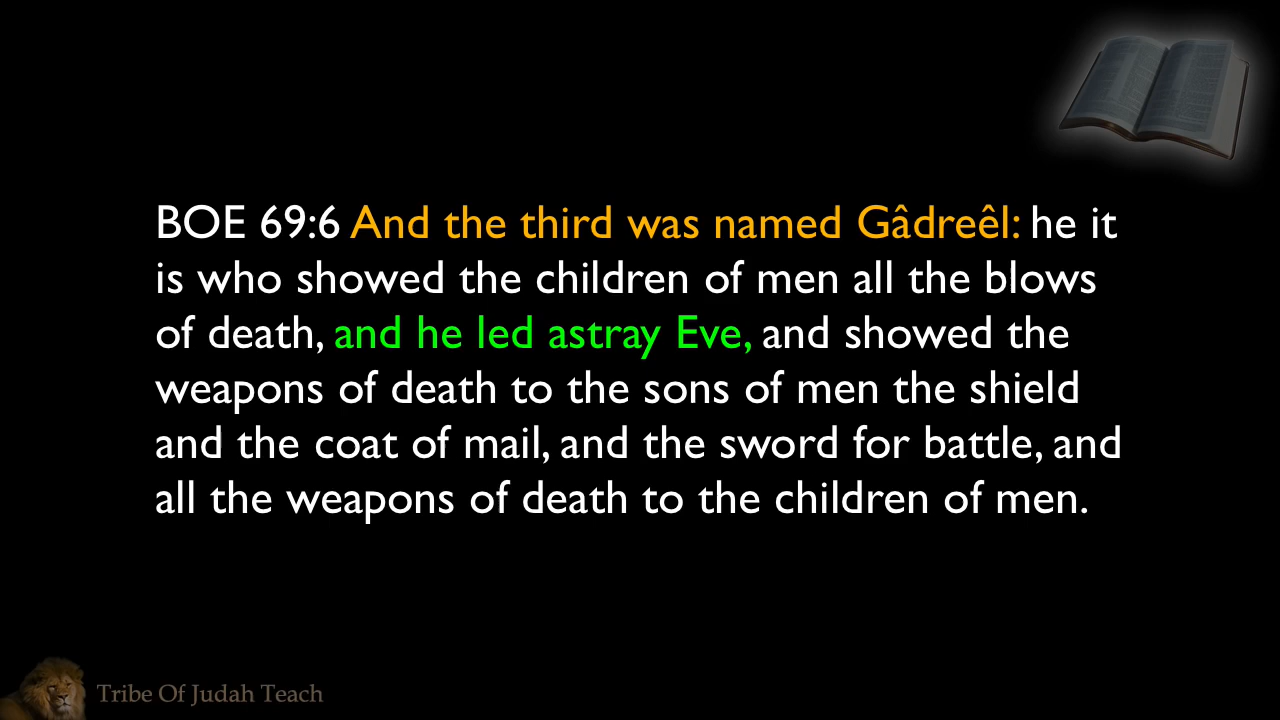 BOE 69:6 And the third was named Gâdreêl: he it
is who showed the children of men all the blows
of death, and he led astray Eve, and showed the
weapons of death to the sons of men the shield
and the coat of mail, and the sword for battle, and
all the weapons of death to the children of men.
Tribe Of Judah Teach